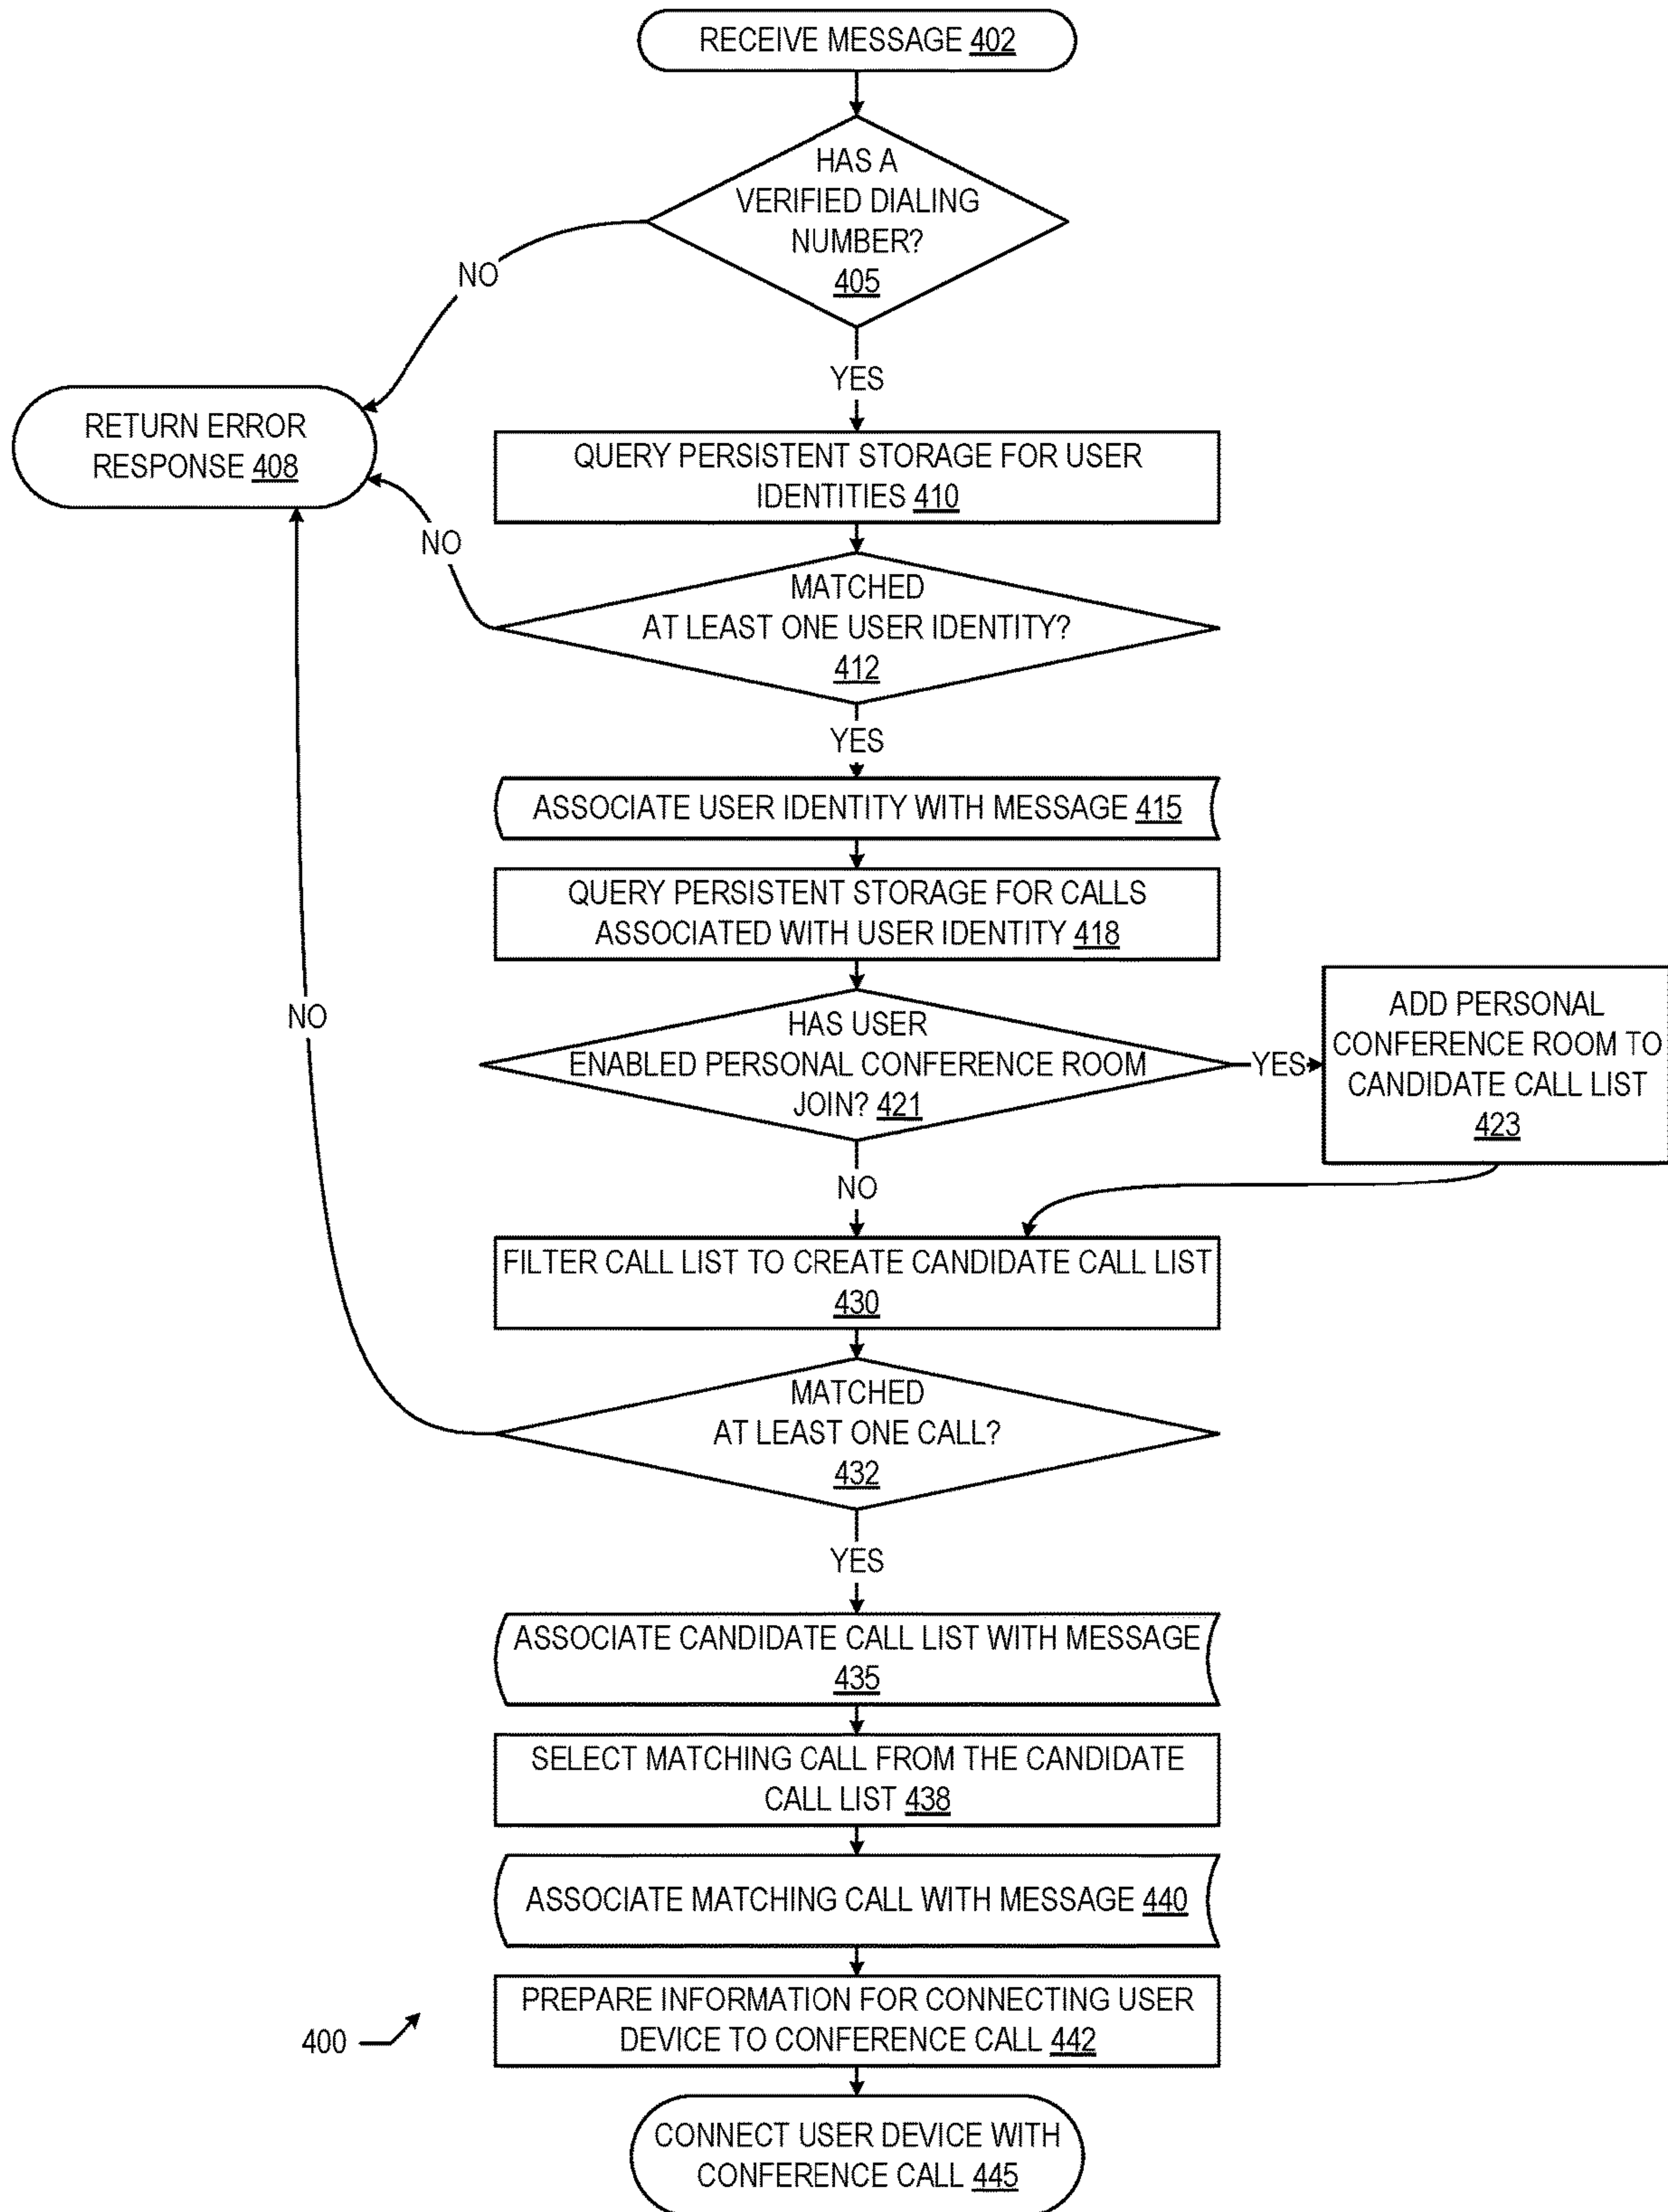 RECEIVE MESSAGE 402
HAS A
VERIFIED DIALING
NUMBER?
405
NO
YES
RETURN ERROR
RESPONSE 408
QUERY PERSISTENT STORAGE FOR USER
IDENTITIES 410
NO
MATCHED
AT LEAST ONE USER IDENTITY?
412
YES
ASSOCIATE USER IDENTITY WITH MESSAGE 415
QUERY PERSISTENT STORAGE FOR CALLS
ASSOCIATED WITH USER IDENTITY 418
NO
HAS USER
ENABLED PERSONAL CONFERENCE ROOM
JOIN? 421
YES
ADD PERSONAL
CONFERENCE ROOM TO
CANDIDATE CALL LIST
423
NO
FILTER CALL LIST TO CREATE CANDIDATE CALL LIST
430
MATCHED
AT LEAST ONE CALL?
432
YES
ASSOCIATE CANDIDATE CALL LIST WITH MESSAGE
435
SELECT MATCHING CALL FROM THE CANDIDATE
CALL LIST 438
ASSOCIATE MATCHING CALL WITH MESSAGE 440
PREPARE INFORMATION FOR CONNECTING USER
DEVICE TO CONFERENCE CALL 442
400
CONNECT USER DEVICE WITH
CONFERENCE CALL 445